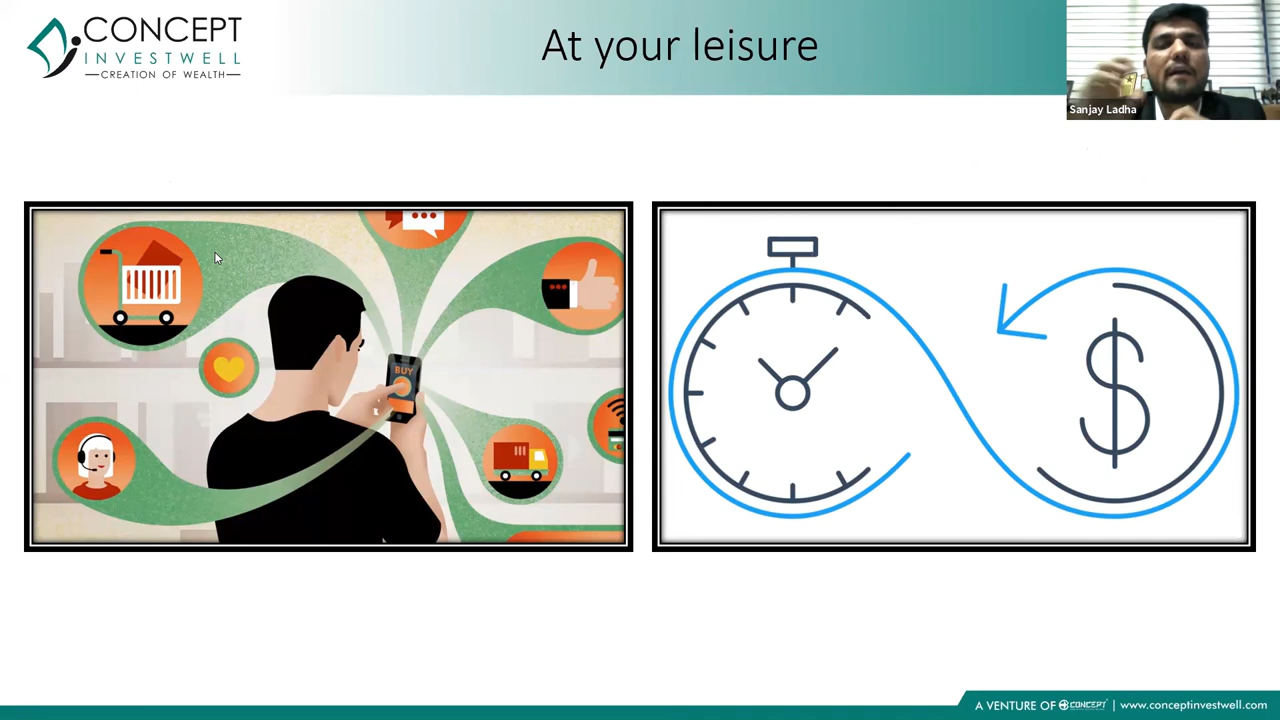 CONCEPT
INVESTWELL
CREATION OF WEALTH
At your leisure
Sanjay Ladha
BUY
$
A VENTURE OF CONCEPT | www.conceptinvestwell.com